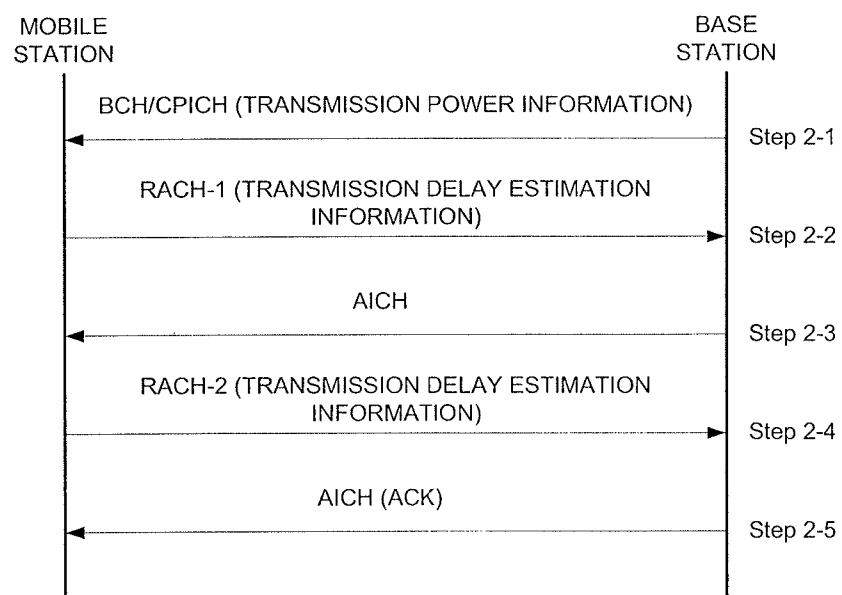 MOBILE
STATION
BASE
STATION
BCH/CPICH (TRANSMISSION POWER INFORMATION)
Step 2-1
RACH-1 (TRANSMISSION DELAY ESTIMATION
INFORMATION)
Step 2-2
AICH
Step 2-3
RACH-2 (TRANSMISSION DELAY ESTIMATION
INFORMATION)
Step 2-4
AICH (ACK)
Step 2-5